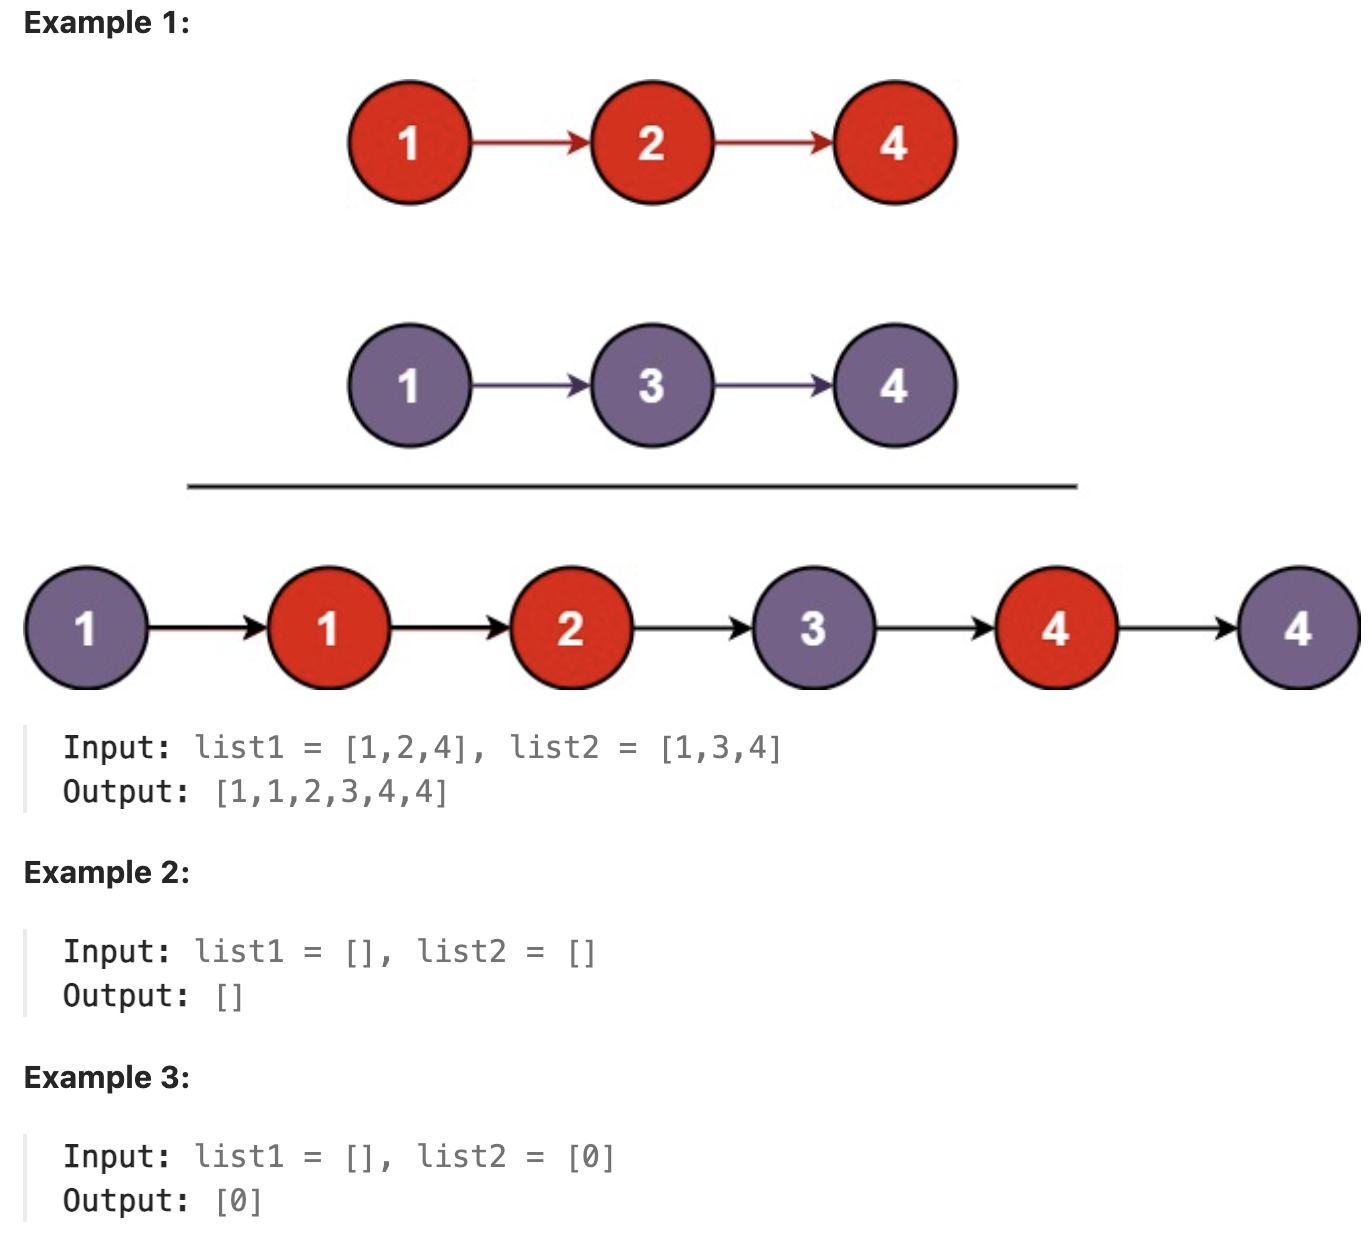 Example 1:
1 2 4
1 3 4
1 1 2 3 4 4
Input: list1 = [1,2,4], list2 = [1,3,4]
Output: [1,1,2,3,4,4]
Example 2:
Input: list1 = [], list2 = []
Output: []
Example 3:
Input: list1 = [], list2 = [0]
Output: [0]